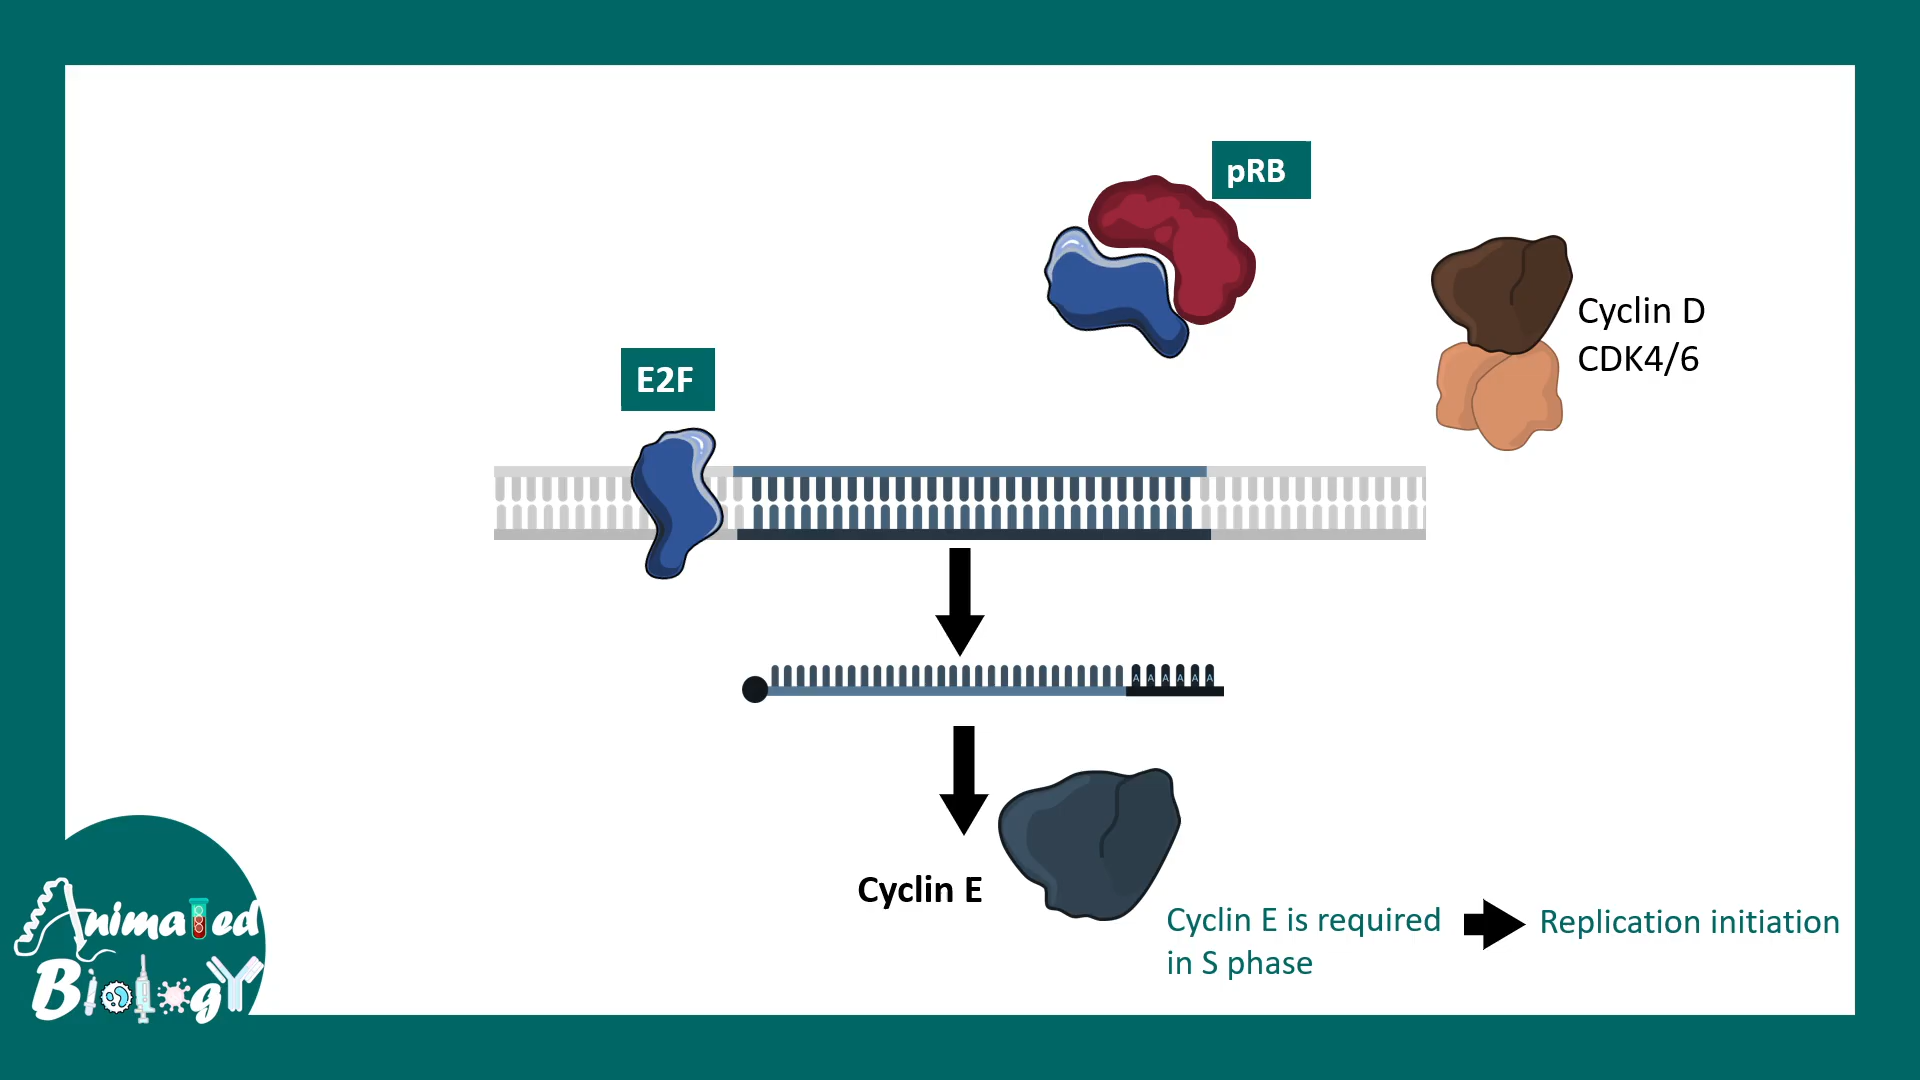 pRB
Cyclin D
CDK4/6
E2F
A A A A A A
Cyclin E
Cyclin E is required
in S phase
Replication initiation
Animated
Biology